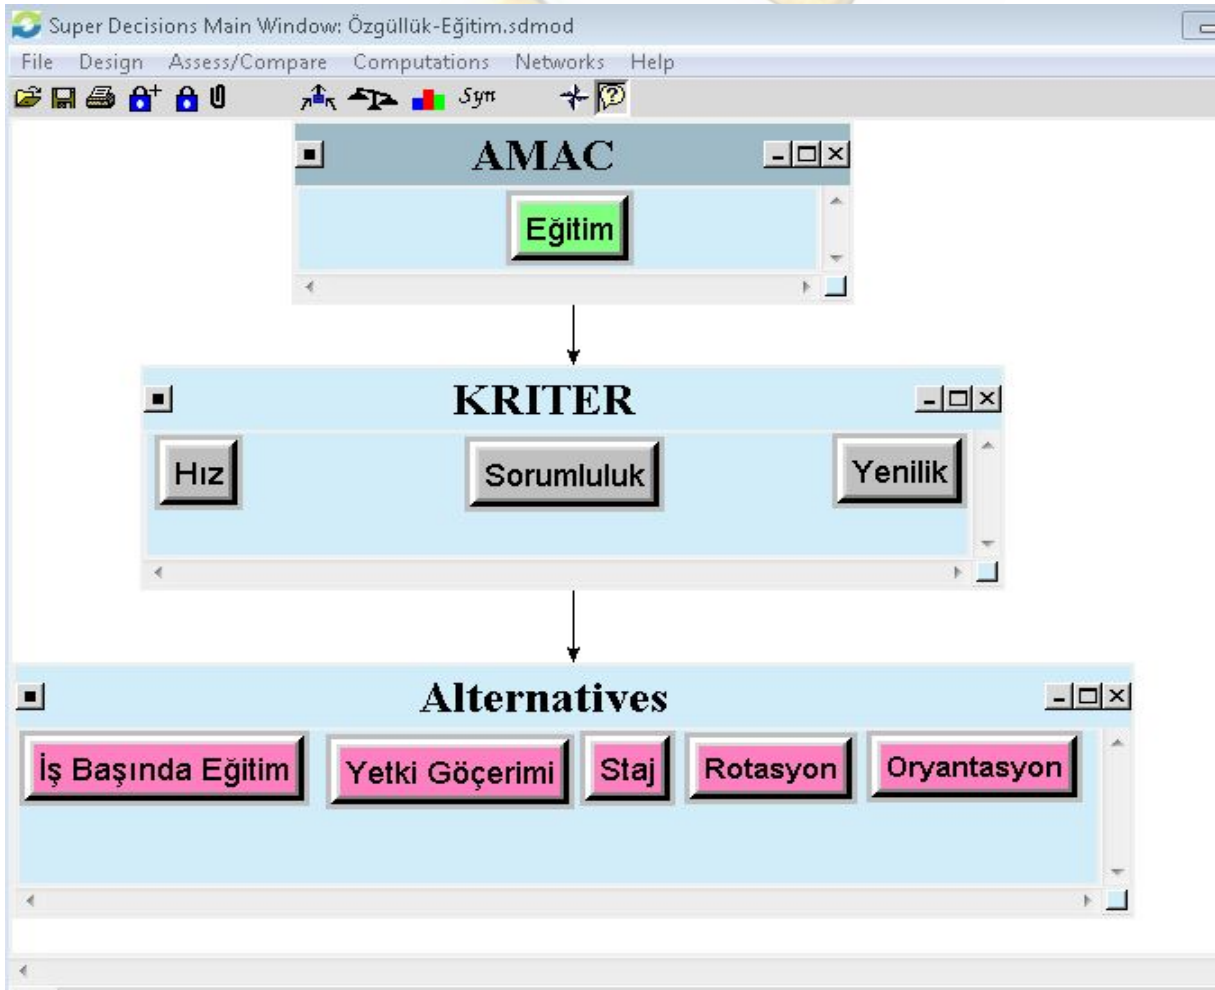 Super Decisions Main Window: Özgüllük-Eğitim.sdmod
File Design Assess/Compare Computations Networks Help
Syn
AMAC
Eğitim
KRITER
Hız Sorumluluk Yenilik
Alternatives
İş Başında Eğitim Yetki Göçerimi Staj Rotasyon Oryantasyon